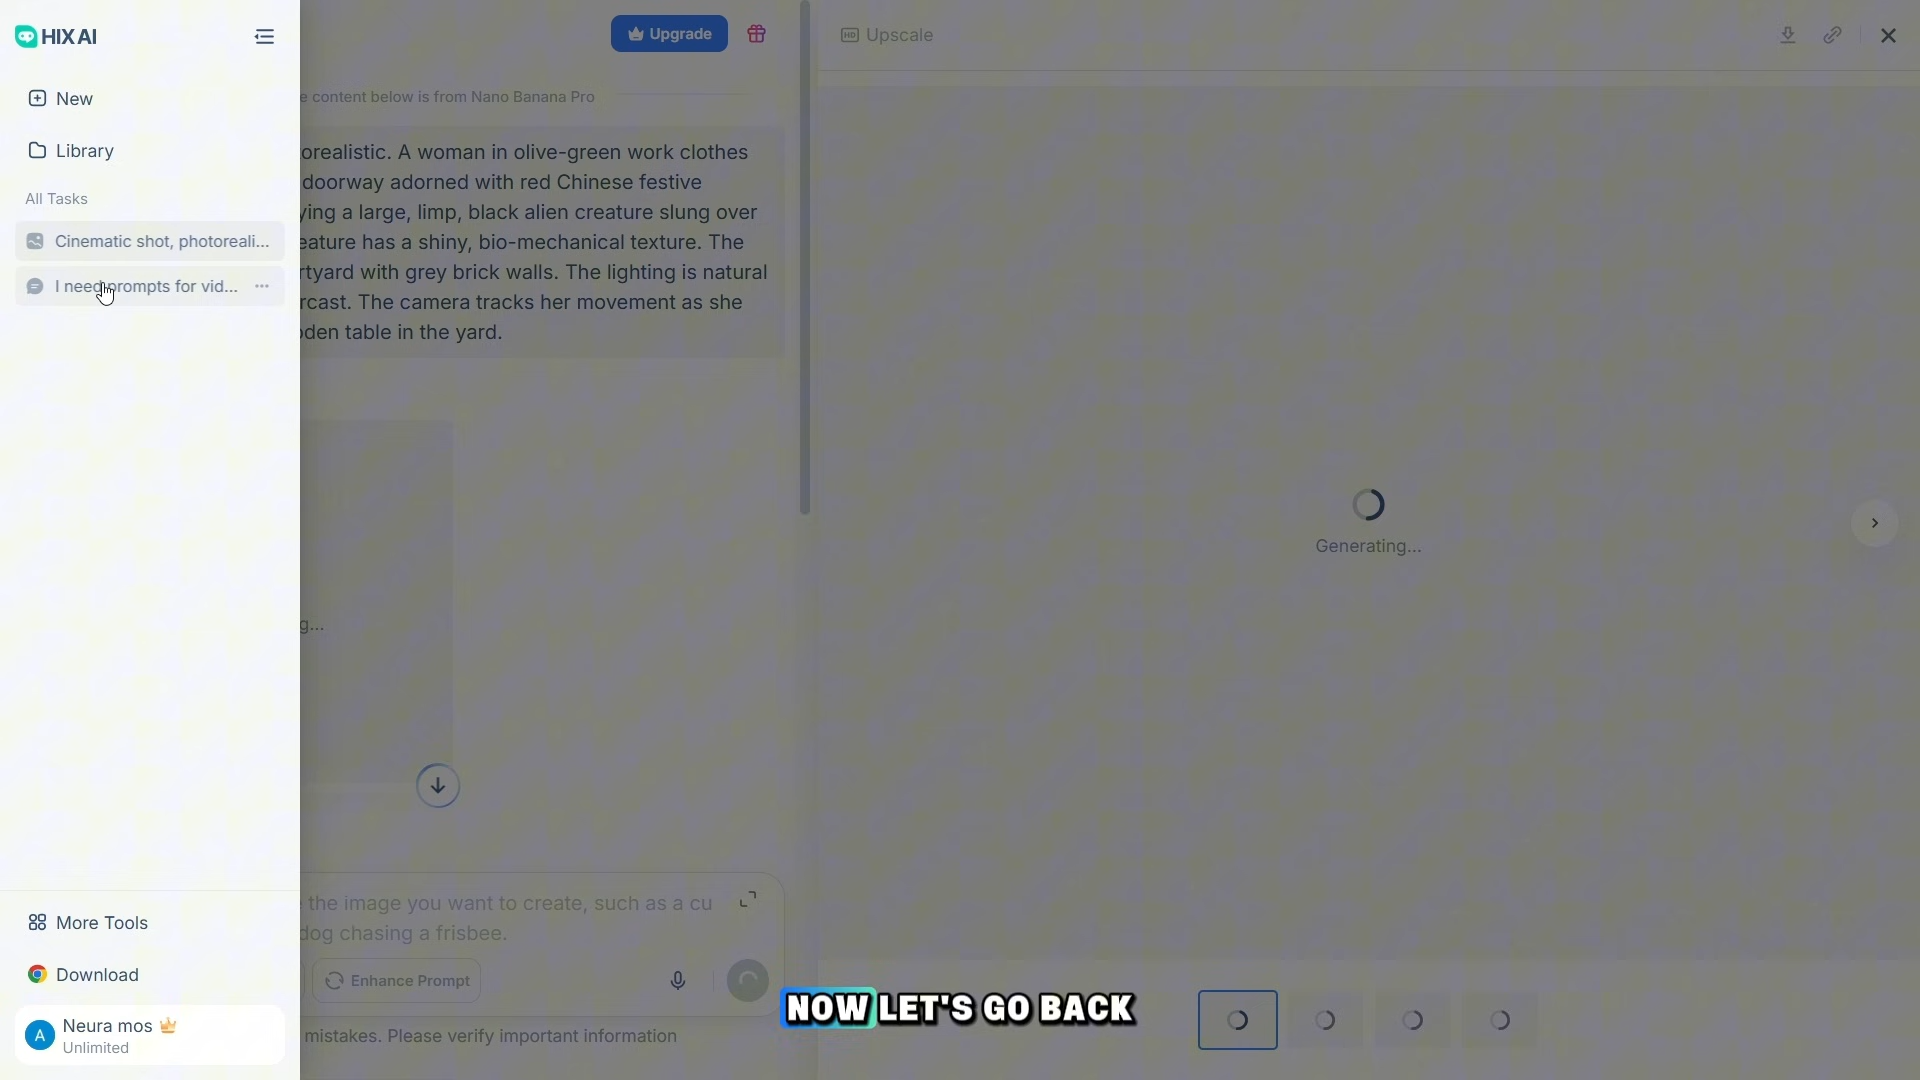 HIX AI
New
Library
All Tasks
Cinematic shot, photoreali...
I need prompts for vid...
More Tools
Download
A
Neura mos
Unlimited
Upgrade
e content below is from Nano Banana Pro
orealistic. A woman in olive-green work clothes
doorway adorned with red Chinese festive
ying a large, limp, black alien creature slung over
eature has a shiny, bio-mechanical texture. The
rtyard with grey brick walls. The lighting is natural
rcast. The camera tracks her movement as she
oden table in the yard.
g...
the image you want to create, such as a cu
dog chasing a frisbee.
Enhance Prompt
mistakes. Please verify important information
HD Upscale
Generating...
NOW LET'S GO BACK